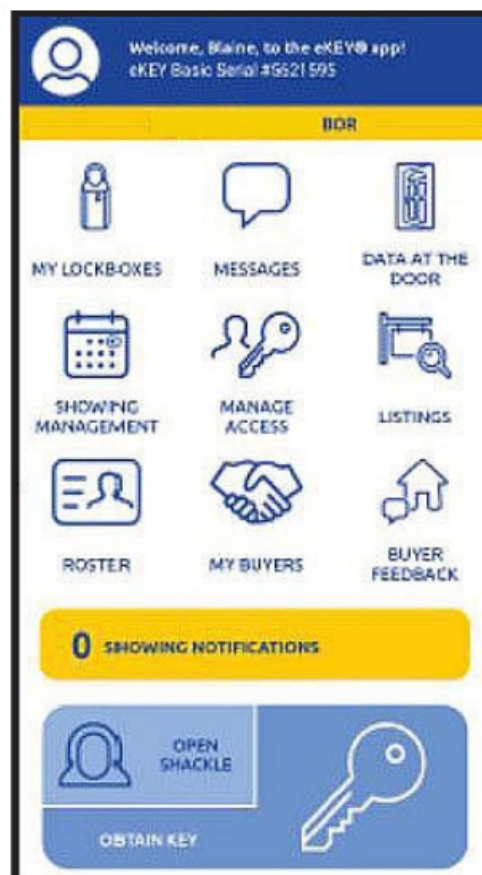 Welcome, Blaine, to the eKEY® app!
eKEY Basic Serial #5521595
BOR
MY LOCKBOXES
MESSAGES
DATA AT THE
DOOR
SHOWING
MANAGEMENT
MANAGE
ACCESS
LISTINGS
ROSTER
MY BUYERS
BUYER
FEEDBACK
0 SHOWING NOTIFICATIONS
OPEN
SHACKLE
OBTAIN KEY